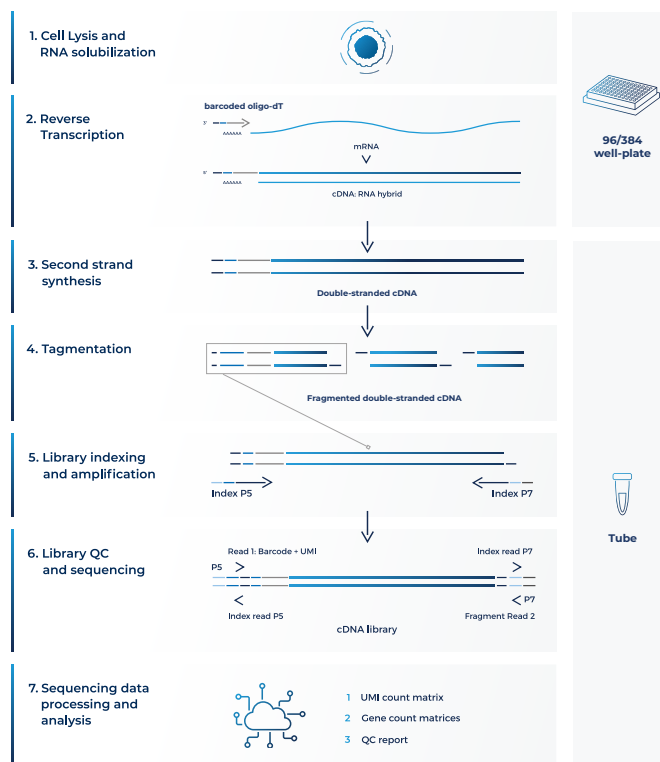 1. Cell Lysis and
RNA solubilization
96/384
well-plate
2. Reverse
Transcription
barcoded oligo-dT
3'
AAAAAA
mRNA
5'
AAAAAA
cDNA: RNA hybrid
3. Second strand
synthesis
Double-stranded cDNA
4. Tagmentation
Fragmented double-stranded cDNA
5. Library indexing
and amplification
Index P5
Index P7
Tube
6. Library QC
and sequencing
Read 1: Barcode + UMI
Index read P7
P5
P7
Index read P5
Fragment Read 2
cDNA library
7. Sequencing data
processing and
analysis
1 UMI count matrix
2 Gene count matrices
3 QC report